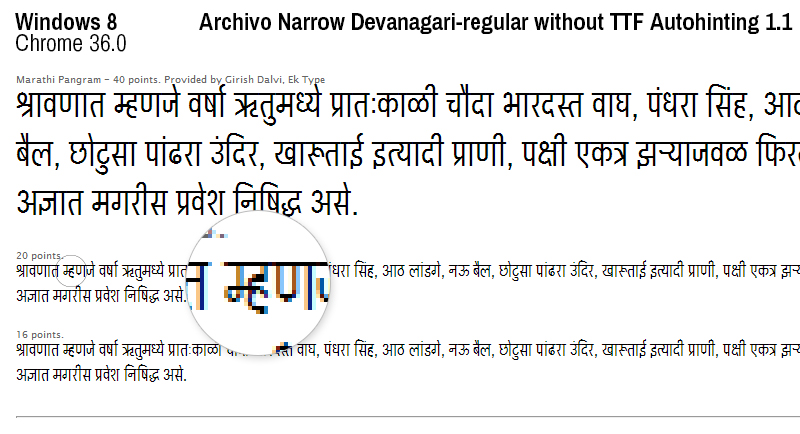 Windows 8
Archivo Narrow Devanagari-regular without TTF Autohinting 1.1
Chrome 36.0
Marathi Pangram - 40 points. Provided by Girish Dalvi, Ek Type
श्रावणात म्हणजे वर्षा ऋतुमध्ये प्रातःकाळी चौदा भारदस्त वाघ, पंधरा सिंह,
बैल, छोटुसा पांढरा उंदिर, खारूताई इत्यादी प्राणी, पक्षी एकत्र झऱ्याजवळ
अज्ञात मगरीस प्रवेश निषिद्ध असे.
20 points.
श्रावणात म्हणजे वर्षा ऋतुमध्ये सिंह, आठ लांडगे, नऊ बैल, छोटुसा पांढरा उंदिर, खारूताई इत्यादी प्राणी, पक्षी एकत्र
अज्ञात मगरीस प्रवेश निषिद्ध असे.
म्हण
16 points.
श्रावणात म्हणजे वर्षा ऋतुमध्ये प्रातःकाळी वाघ, पंधरा सिंह, आठ लांडगे, नऊ बैल, छोटुसा पांढरा उंदिर, खारूताई इत्यादी प्राणी, पक्षी एकत्र
अज्ञात मगरीस प्रवेश निषिद्ध असे.